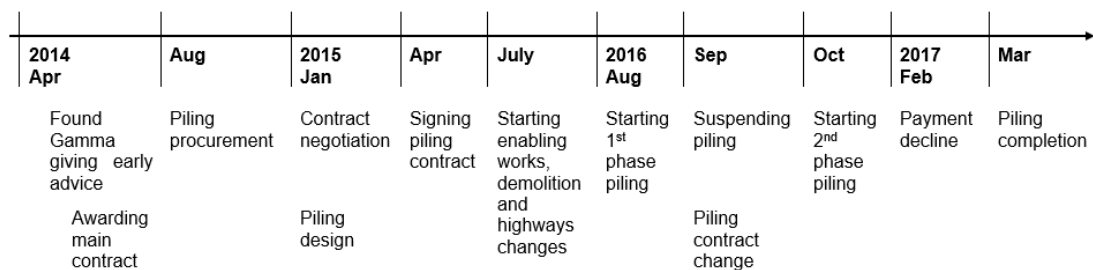 2014
Apr
Aug
2015
Jan
Apr
July
2016
Aug
Sep
Oct
2017
Feb
Mar
Found
Gamma
giving early
advice
Awarding
main
contract
Piling
procurement
Contract
negotiation
Piling
design
Signing
piling
contract
Starting
enabling
works,
demolition
and
highways
changes
Starting
1st
phase
piling
Suspending
piling
Piling
contract
change
Starting
2nd
phase
piling
Payment
decline
Piling
completion